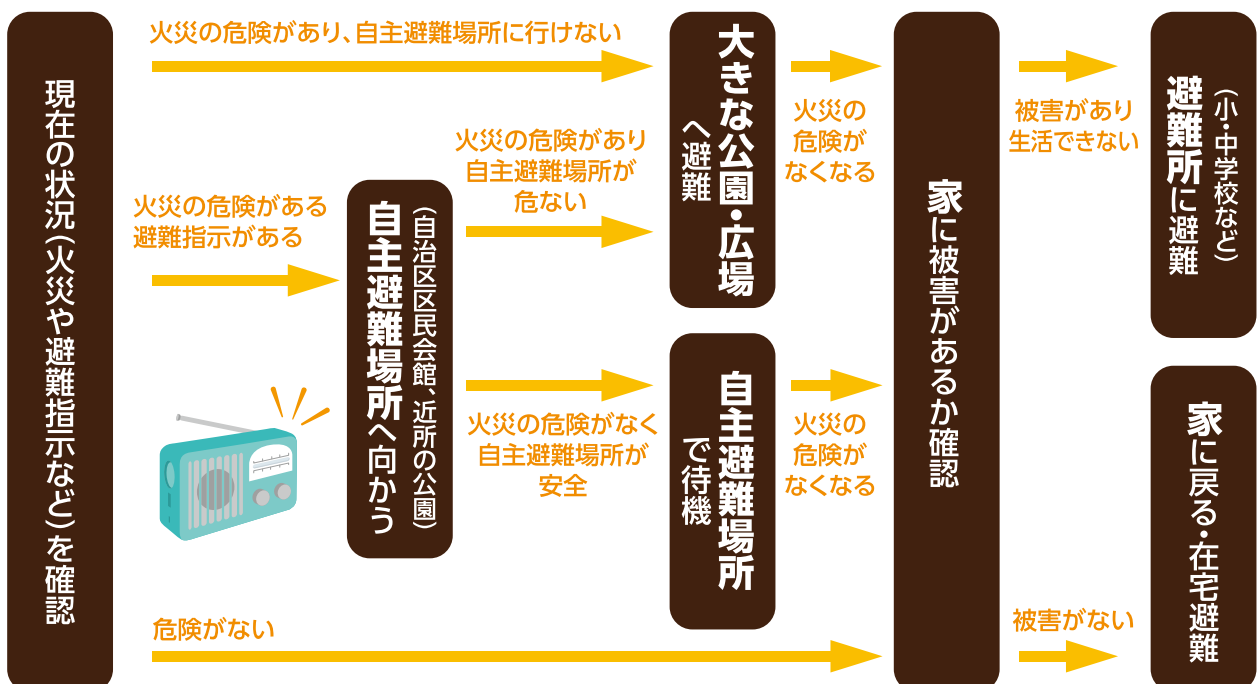 現在の状況(火災や避難指示など)を確認
火災の危険があり、自主避難場所に行けない
火災の危険がある
避難指示がある
自主避難場所へ向かう
(自治区区民会館、近所の公園)
火災の危険があり
自主避難場所が
危ない
火災の危険がなく
自主避難場所が
安全
大きな公園・広場
へ避難
自主避難場所
で待機
火災の
危険が
なくなる
火災の
危険が
なくなる
危険がない
家に被害があるか確認
被害があり
生活できない
被害がない
(小・中学校など)
避難所に避難
家に戻る・在宅避難